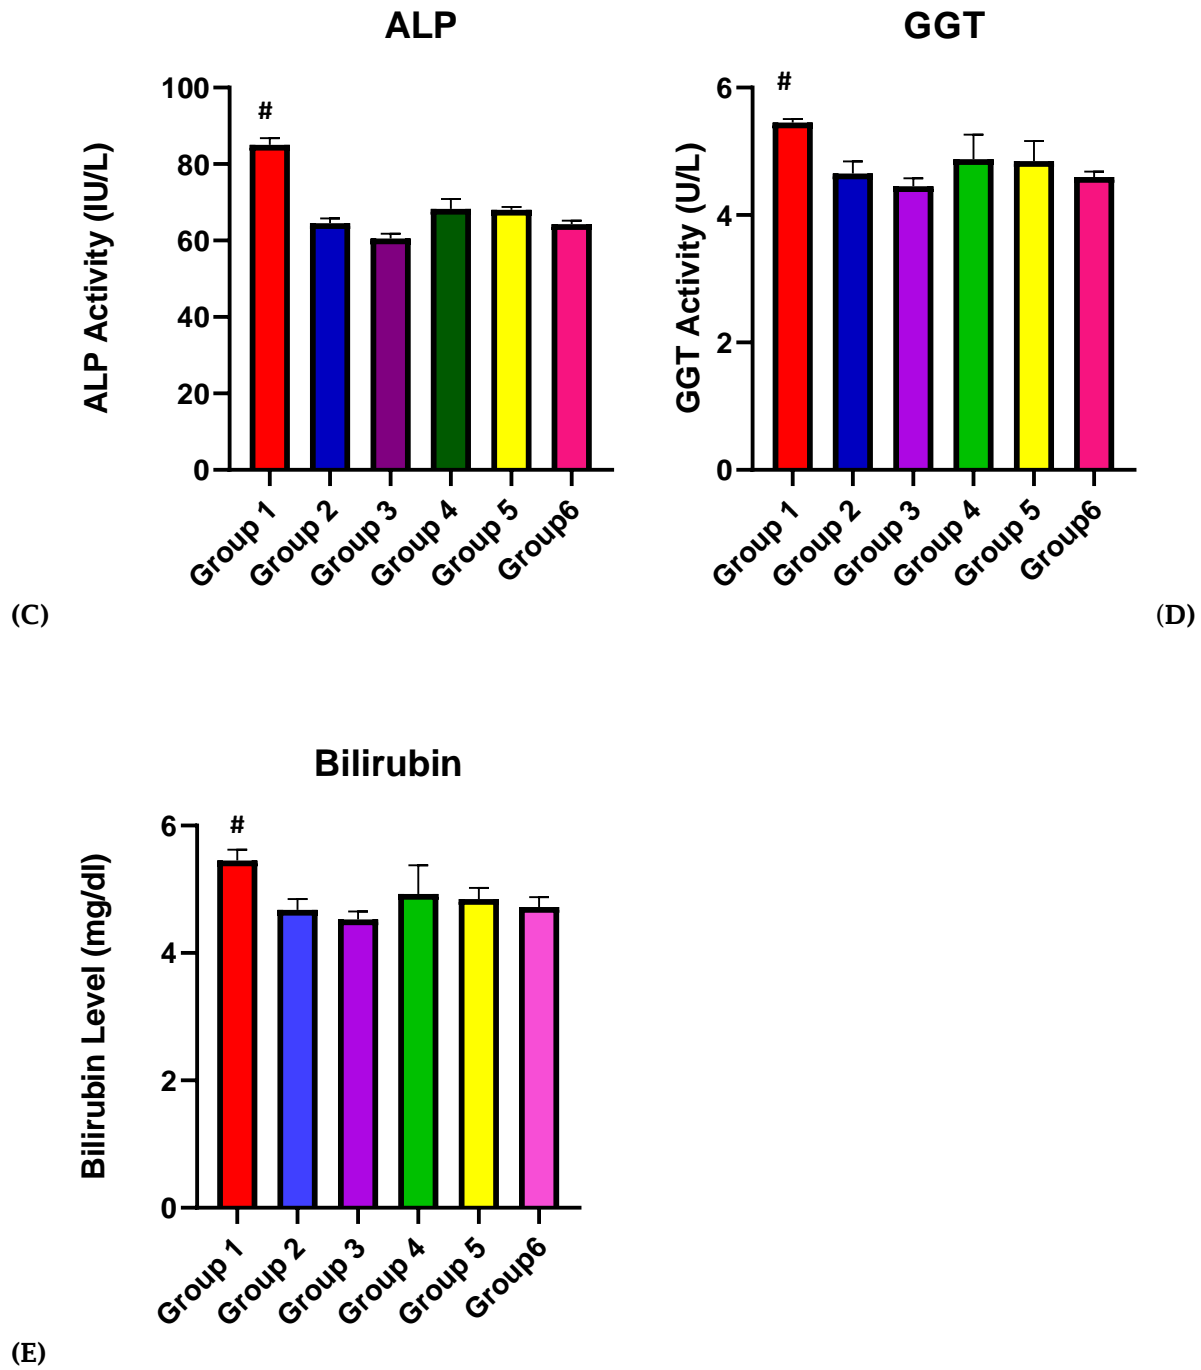 ALP
ALP Activity (IU/L)
100
80
60
40
20
0
#
Group 1
Group 2
Group 3
Group 4
Group 5
Group6
(C)
GGT
GGT Activity (U/L)
6
4
2
0
#
Group 1
Group 2
Group 3
Group 4
Group 5
Group6
(D)
Bilirubin
Bilirubin Level (mg/dl)
6
4
2
0
#
Group 1
Group 2
Group 3
Group 4
Group 5
Group6
(E)